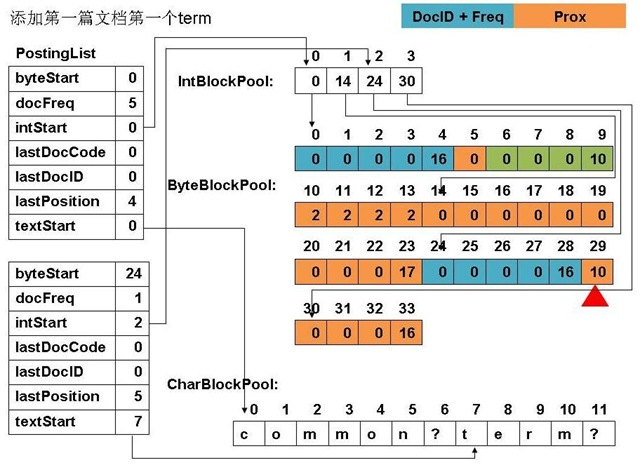 添加第一篇文档第一个term
DocID + Freq Prox
PostingList
byteStart 0
docFreq 5
intStart 0
lastDocCode 0
lastDocID 0
lastPosition 4
textStart 0
byteStart 24
docFreq 1
intStart 2
lastDocCode 0
lastDocID 0
lastPosition 5
textStart 7
0 1 2 3
IntBlockPool: 0 14 24 30
0 1 2 3 4 5 6 7 8 9
0 0 0 0 16 0 0 0 0 10
ByteBlockPool:
10 11 12 13 14 15 16 17 18 19
2 2 2 2 0 0 0 0 0 0
20 21 22 23 24 25 26 27 28 29
0 0 0 17 0 0 0 0 16 10
30 31 32 33
0 0 0 16
CharBlockPool:
0 1 2 3 4 5 6 7 8 9 10 11
c o m m o n ? t e r m ?